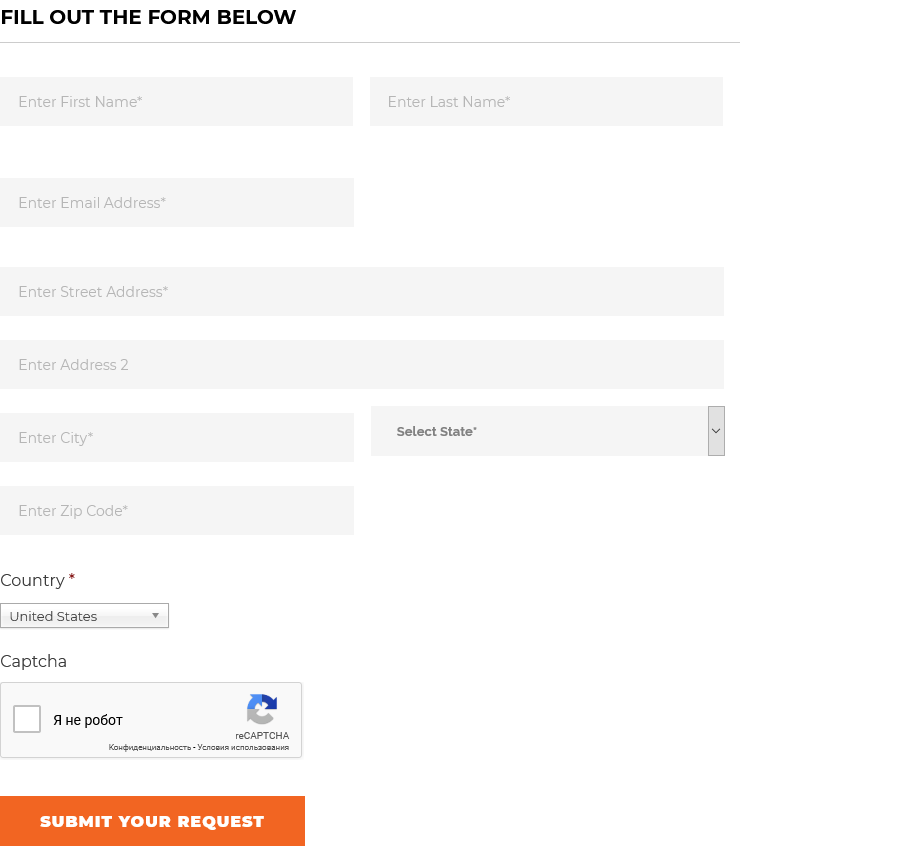 FILL OUT THE FORM BELOW
Enter First Name* Enter Last Name*
Enter Email Address*
Enter Street Address*
Enter Address 2
Enter City* Select State*
Enter Zip Code*
Country *
United States
Captcha
Я не робот
reCAPTCHA
Конфиденциальность - Условия использования
SUBMIT YOUR REQUEST